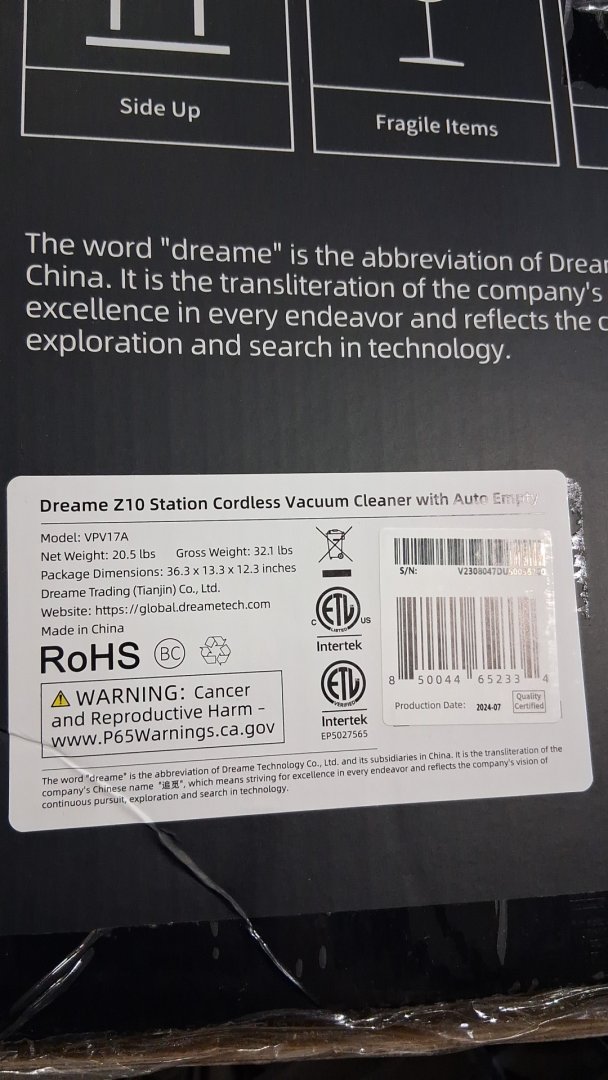 Side Up
Fragile Items
The word "dreame" is the abbreviation of
China. It is the transliteration of the company's
excellence in every endeavor and reflects the
exploration and search in technology.
Dreame Z10 Station Cordless Vacuum Cleaner with Auto Empty
Model: VPV17A
Net Weight: 20.5 lbs Gross Weight: 32.1 lbs
Package Dimensions: 36.3 x 13.3 x 12.3 inches
Dreame Trading (Tianjin) Co., Ltd.
Website: https://global.dreametech.com
Made in China
RoHS BC
WARNING: Cancer
and Reproductive Harm –
www.P65Warnings.ca.gov
C ETL US
LISTED
Intertek
ETL
VERIFIED
Intertek
EP5027565
S/N:
8 50044 65233 4
Production Date: 2024-07
Quality
Certified
The word "dreame" is the abbreviation of Dreame Technology Co., Ltd. and its subsidiaries in China. It is the transliteration of the
company's Chinese name "追觅", which means striving for excellence in every endeavor and reflects the company's vision of
continuous pursuit, exploration and search in technology.